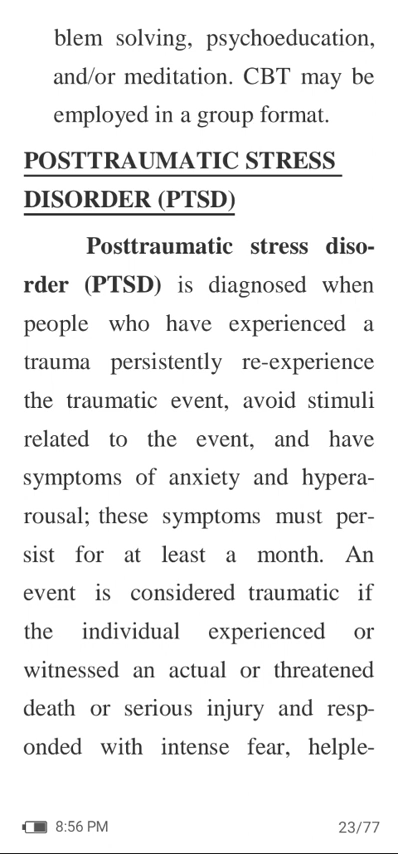 blem solving, psychoeducation,
and/or meditation. CBT may be
employed in a group format.
POSTTRAUMATIC STRESS
DISORDER (PTSD)
Posttraumatic stress diso-
rder (PTSD) is diagnosed when
people who have experienced a
trauma persistently re-experience
the traumatic event, avoid stimuli
related to the event, and have
symptoms of anxiety and hypera-
rousal; these symptoms must per-
sist for at least a month. An
event is considered traumatic if
the individual experienced or
witnessed an actual or threatened
death or serious injury and resp-
onded with intense fear, helple-
8:56 PM 23/77